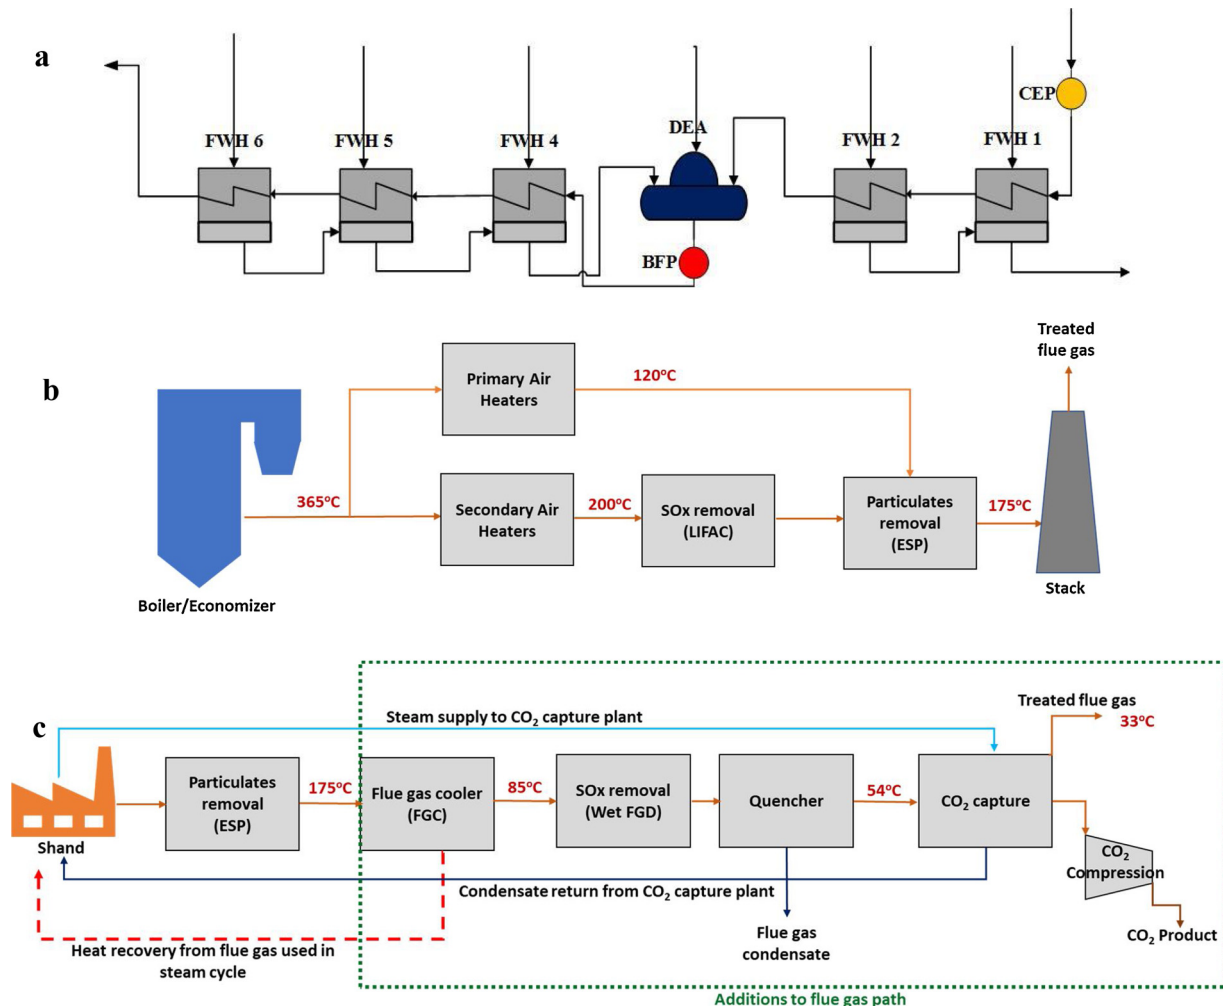 a
CEP
FWH 6
FWH 5
FWH 4
DEA
FWH 2
FWH 1
BFP
b
Treated
flue gas
Primary Air
Heaters
120°C
365°C
Secondary Air
Heaters
200°C
SOx removal
(LIFAC)
Particulates
removal
(ESP)
175°C
Boiler/Economizer
Stack
c
Steam supply to CO₂ capture plant
Treated flue gas
33°C
Particulates
removal
(ESP)
175°C
Flue gas cooler
(FGC)
85°C
SOx removal
(Wet FGD)
Quencher
54°C
CO₂ capture
Shand
CO₂
Compression
Condensate return from CO₂ capture plant
Heat recovery from flue gas used in
steam cycle
Flue gas
condensate
CO₂ Product
Additions to flue gas path